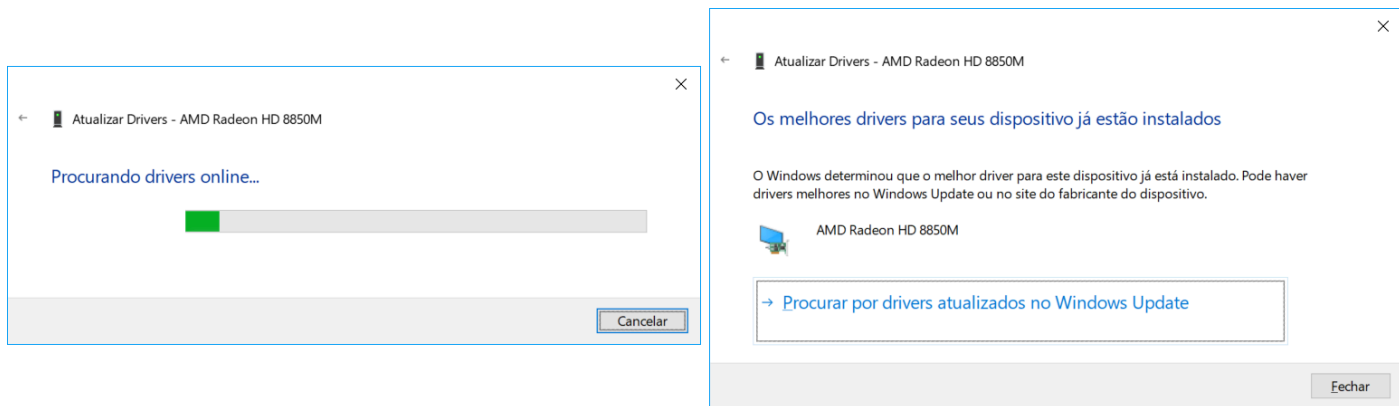 Atualizar Drivers - AMD Radeon HD 8850M
Procurando drivers online...
Cancelar
Atualizar Drivers - AMD Radeon HD 8850M
Os melhores drivers para seus dispositivo já estão instalados
O Windows determinou que o melhor driver para este dispositivo já está instalado. Pode haver
drivers melhores no Windows Update ou no site do fabricante do dispositivo.
AMD Radeon HD 8850M
Procurar por drivers atualizados no Windows Update
Fechar